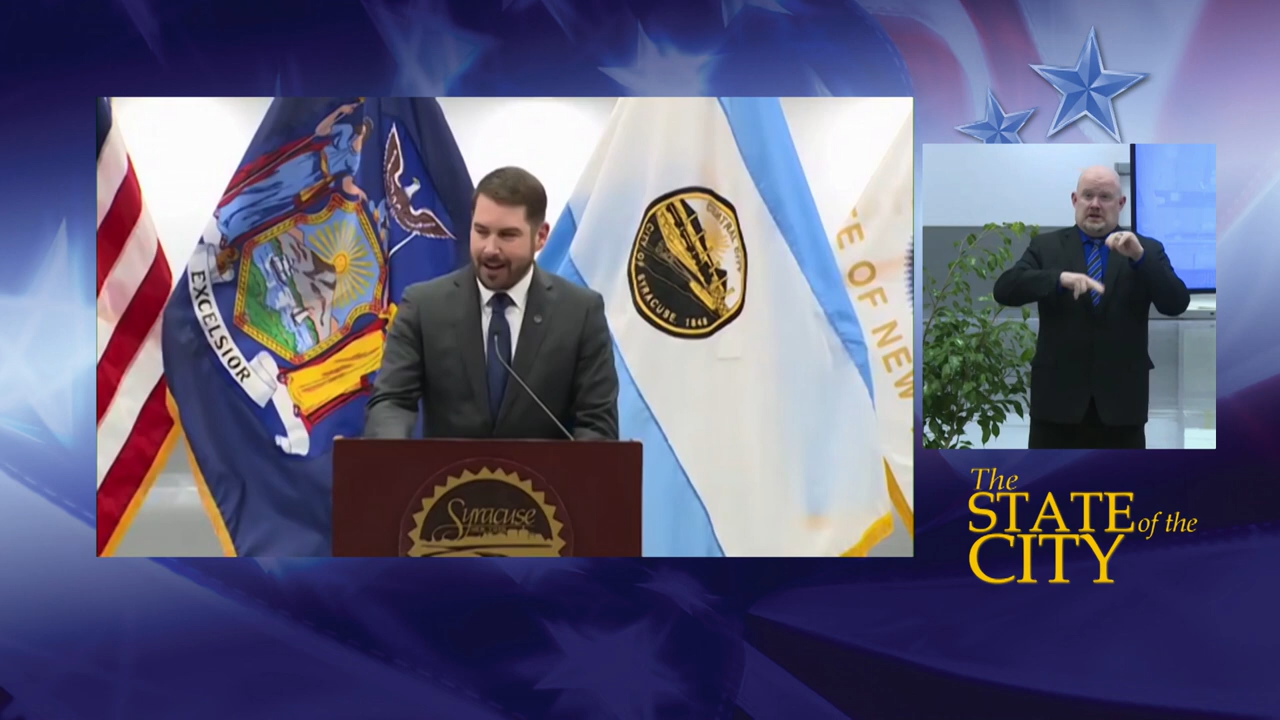 EXCELSIOR
CENTRAL CITY
CITY OF SYRACUSE, 1848
E OF NEW
Syracuse
The
STATE of the
CITY